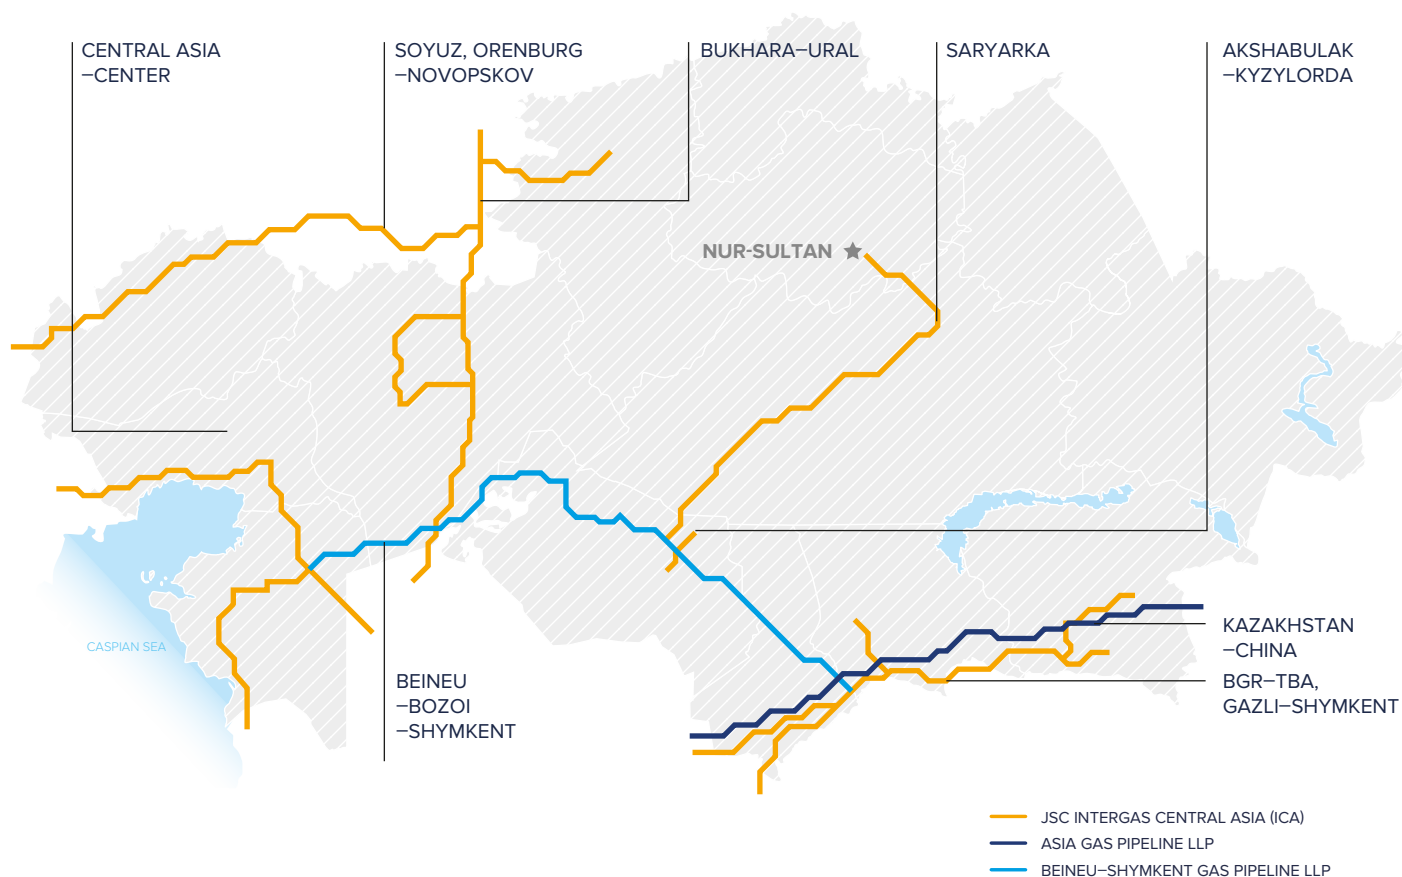 CENTRAL ASIA
–CENTER
SOYUZ, ORENBURG
–NOVOPSKOV
BUKHARA–URAL
SARYARKA
AKSHABULAK
–KYZYLORDA
NUR-SULTAN
CASPIAN SEA
KAZAKHSTAN
–CHINA
BEINEU
–BOZOI
–SHYMKENT
BGR–TBA,
GAZLI–SHYMKENT
JSC INTERGAS CENTRAL ASIA (ICA)
ASIA GAS PIPELINE LLP
BEINEU–SHYMKENT GAS PIPELINE LLP